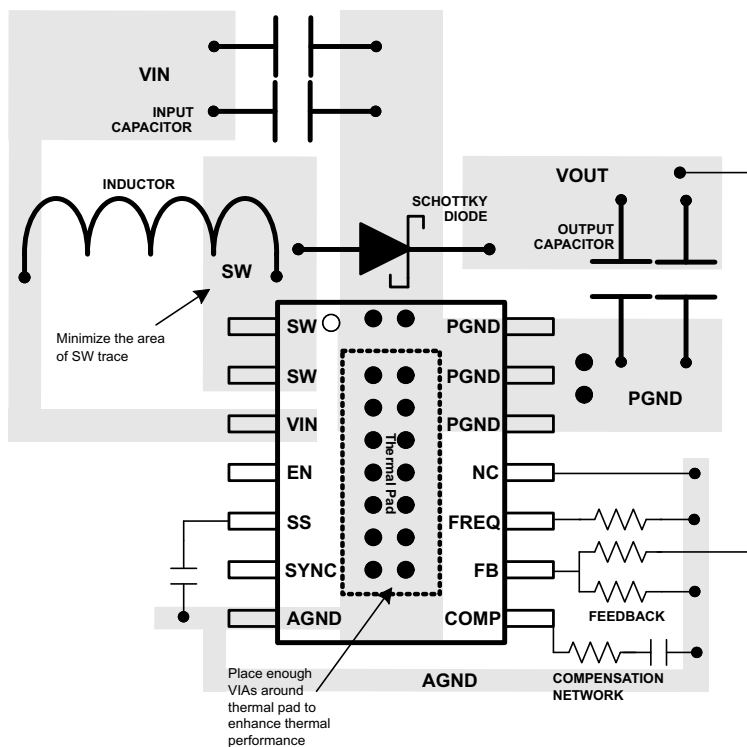 VIN
INPUT
CAPACITOR
INDUCTOR
SW
SCHOTTKY
DIODE
VOUT
OUTPUT
CAPACITOR
Minimize the area
of SW trace
SW
PGND
SW
PGND
PGND
VIN
PGND
EN
NC
SS
FREQ
SYNC
FB
AGND
COMP
Thermal Pad
FEEDBACK
Place enough
VIAs around
thermal pad to
enhance thermal
performance
AGND
COMPENSATION
NETWORK